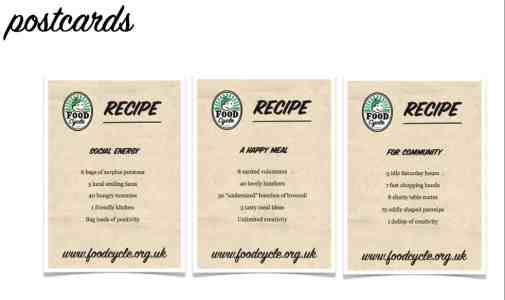 postcards
FOOD
Cycle
RECIPE
SOCIAL ENERGY
6 bags of surplus potatoes
5 local smiling faces
40 hungry tummies
1 friendly kitchen
Big loads of positivity
www.foodcycle.org.uk
FOOD
Cycle
RECIPE
A HAPPY MEAL
8 excited volunteers
40 lovely lunchers
30 "undersized" bunches of broccoli
3 tasty meal ideas
Unlimited creativity
www.foodcycle.org.uk
FOOD
Cycle
RECIPE
FOR COMMUNITY
3 idle Saturday hours
7 fast chopping hands
8 chatty table mates
25 oddly shaped parsnips
1 dollop of creativity
www.foodcycle.org.uk